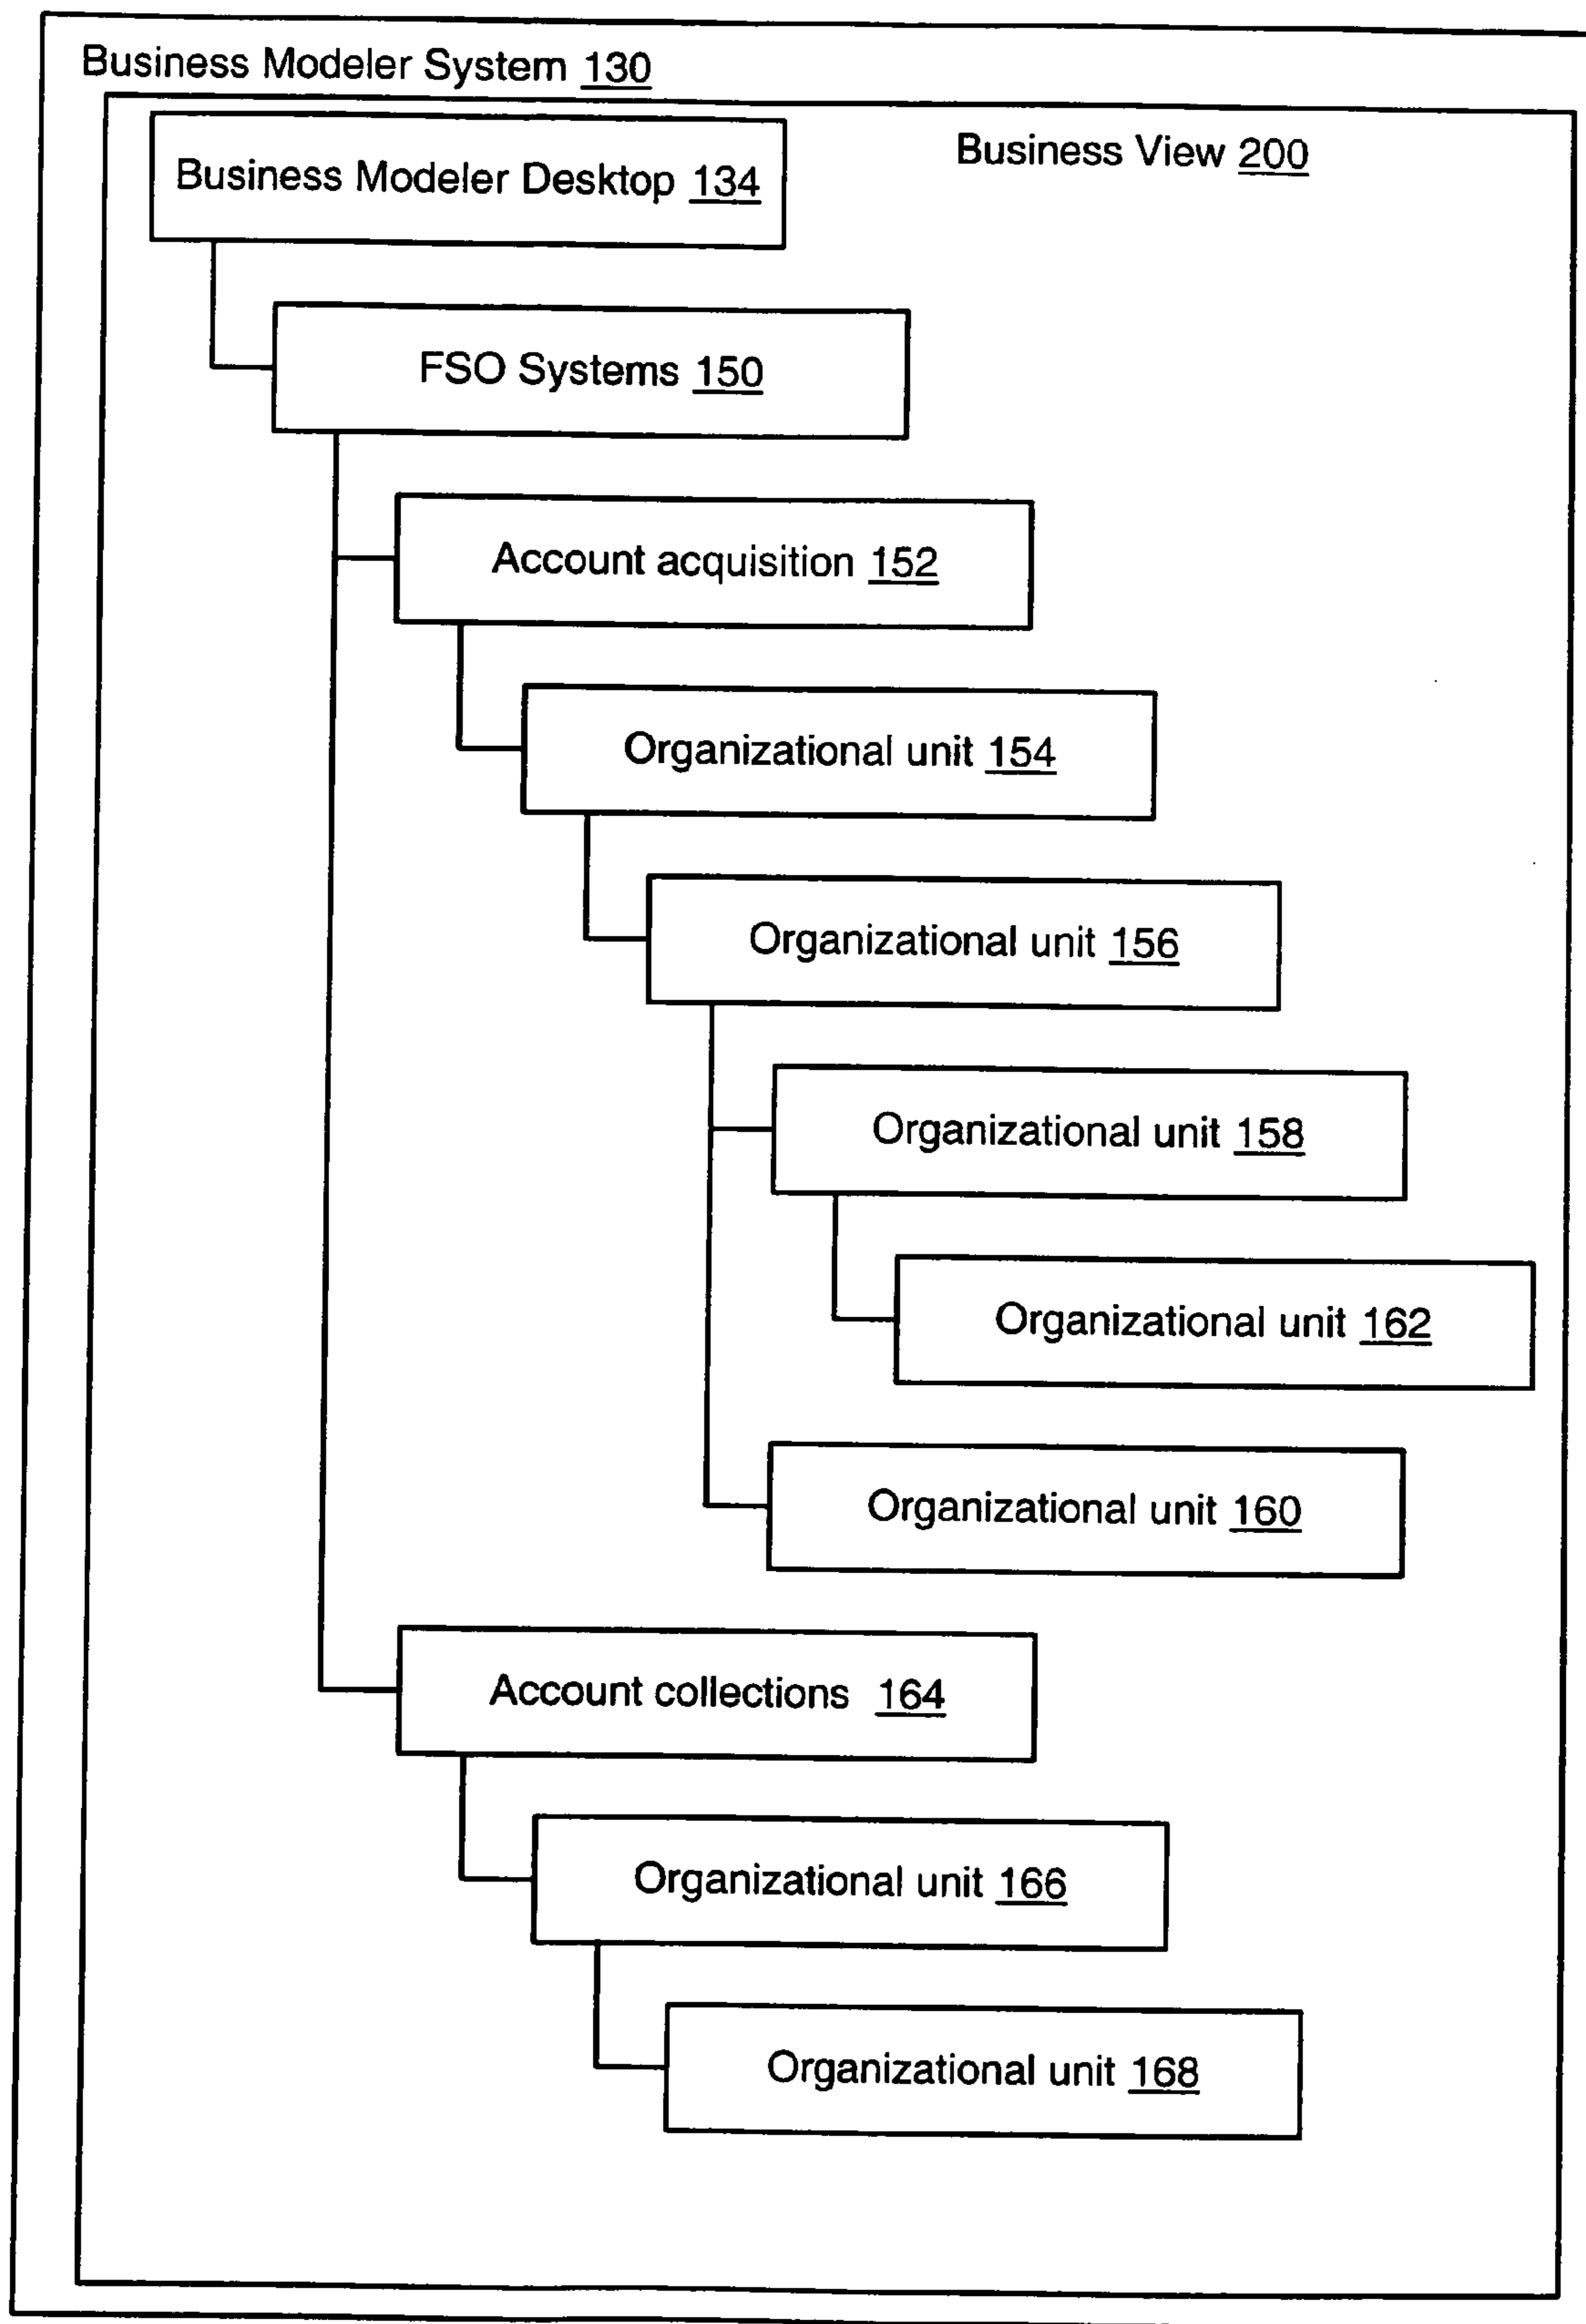 Business Modeler System 130
Business View 200
Business Modeler Desktop 134
FSO Systems 150
Account acquisition 152
Organizational unit 154
Organizational unit 156
Organizational unit 158
Organizational unit 162
Organizational unit 160
Account collections 164
Organizational unit 166
Organizational unit 168